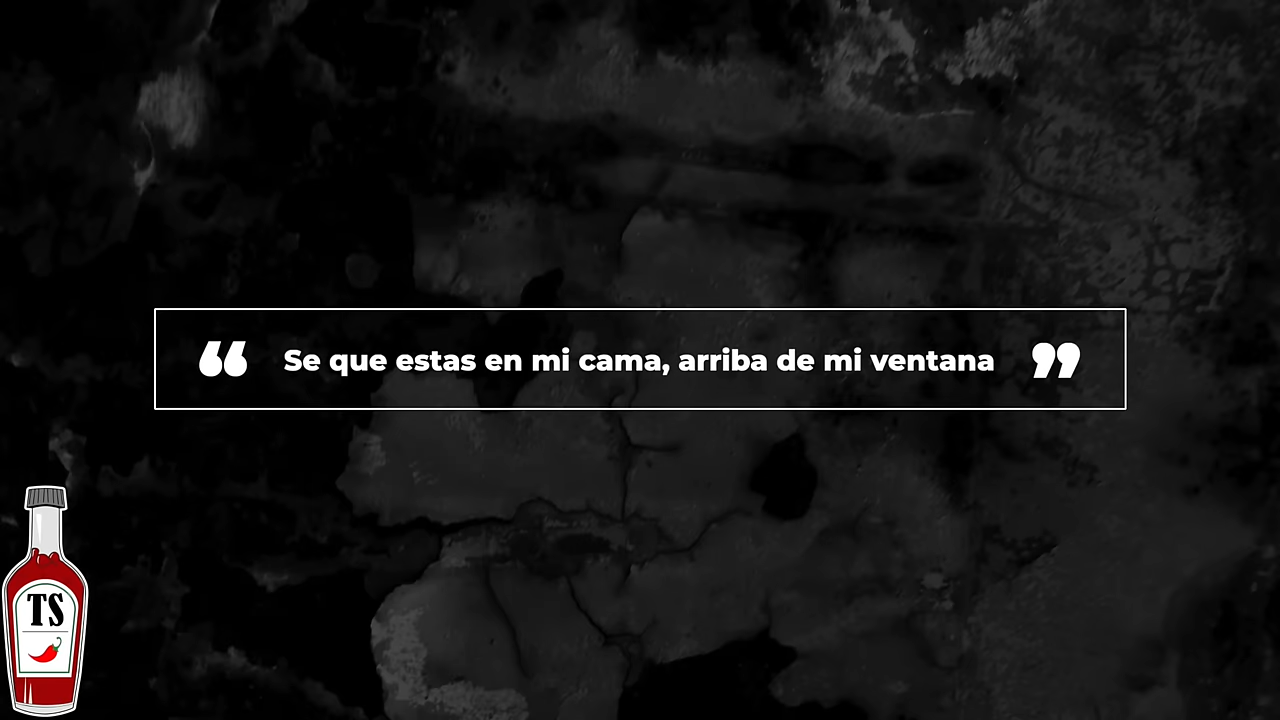 “ Se que estas en mi cama, arriba de mi ventana ”
TS